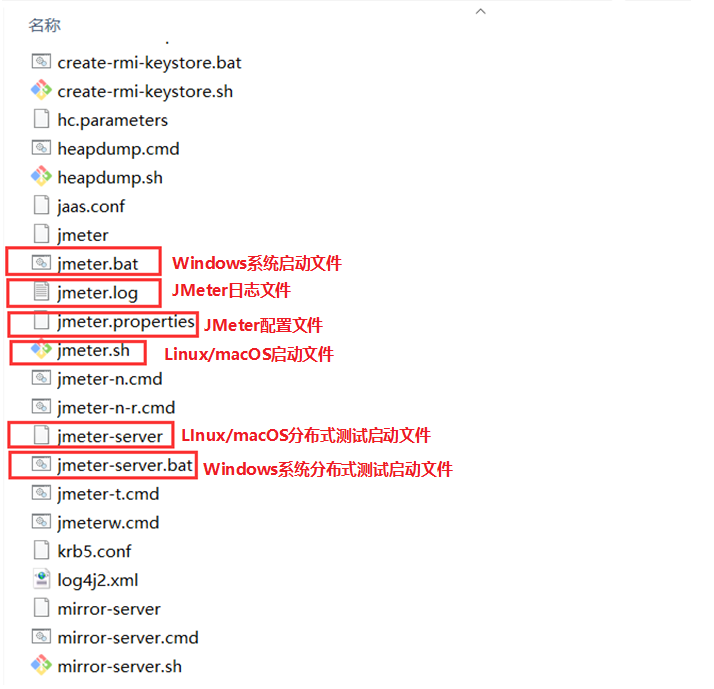 名称
create-rmi-keystore.bat
create-rmi-keystore.sh
hc.parameters
heapdump.cmd
heapdump.sh
jaas.conf
jmeter
jmeter.bat Windows系统启动文件
jmeter.log JMeter日志文件
jmeter.properties JMeter配置文件
jmeter.sh Linux/macOS启动文件
jmeter-n.cmd
jmeter-n-r.cmd
jmeter-server LInux/macOS分布式测试启动文件
jmeter-server.bat Windows系统分布式测试启动文件
jmeter-t.cmd
jmeterw.cmd
krb5.conf
log4j2.xml
mirror-server
mirror-server.cmd
mirror-server.sh